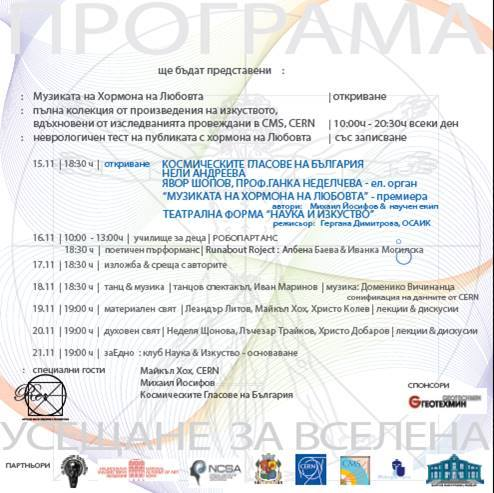 ПРОГРАМА
ще бъдат представени :
: Музиката на Хормона на Любовта | откриване
: пълна колекция от произведения на изкуството,
вдъхновени от изследванията провеждани в CMS, CERN | 10:00ч - 20:30ч всеки ден
: неврологичен тест на публиката с хормона на Любовта | със записване
15.11 | 18:30 ч | откриване КОСМИЧЕСКИТЕ ГЛАСОВЕ НА БЪЛГАРИЯ
НЕЛИ АНДРЕЕВА
ЯВОР ШОПОВ, ПРОФ.ГАНКА НЕДЕЛЧЕВА - ел. орган
"МУЗИКАТА НА ХОРМОНА НА ЛЮБОВТА" - премиера
автори: Михаил Йосифов & научен екип
ТЕАТРАЛНА ФОРМА "НАУКА И ИЗКУСТВО"
режисьор: Гергана Димитрова, ОСАИК
16.11 | 10:00 - 13:00ч | училище за деца | РОБОПАРТАНС
18:30 ч | поетичен пърформанс | Runabout Roject : Албена Баева & Иванка Могилска
17.11 | 18:30 ч | изложба & среща с авторите
18.11 | 18:30 ч | танц & музика | танцов спектакъл, Иван Маринов | музика: Доменико Вичинанца
сонификация на данните от CERN
19.11 | 19:00 ч | материален свят | Леандър Литов, Майкъл Хох, Христо Колев | лекции & дискусии
20.11 | 19:00 ч | духовен свят | Неделя Щонова, Лъчезар Трайков, Христо Добаров | лекции & дискусии
21.11 | 19:00 ч | заЕдно : клуб Наука & Изкуство - основаване
: специални гости Майкъл Хох, CERN
Михаил Йосифов
Космическите Гласове на България
СПОНСОРИ
GEOTECHMIN
ГЕОТЕХМИН
УСЕЩАНЕ ЗА ВСЕЛЕНА
ПАРТНЬОРИ
NCSA
CERN
CMS